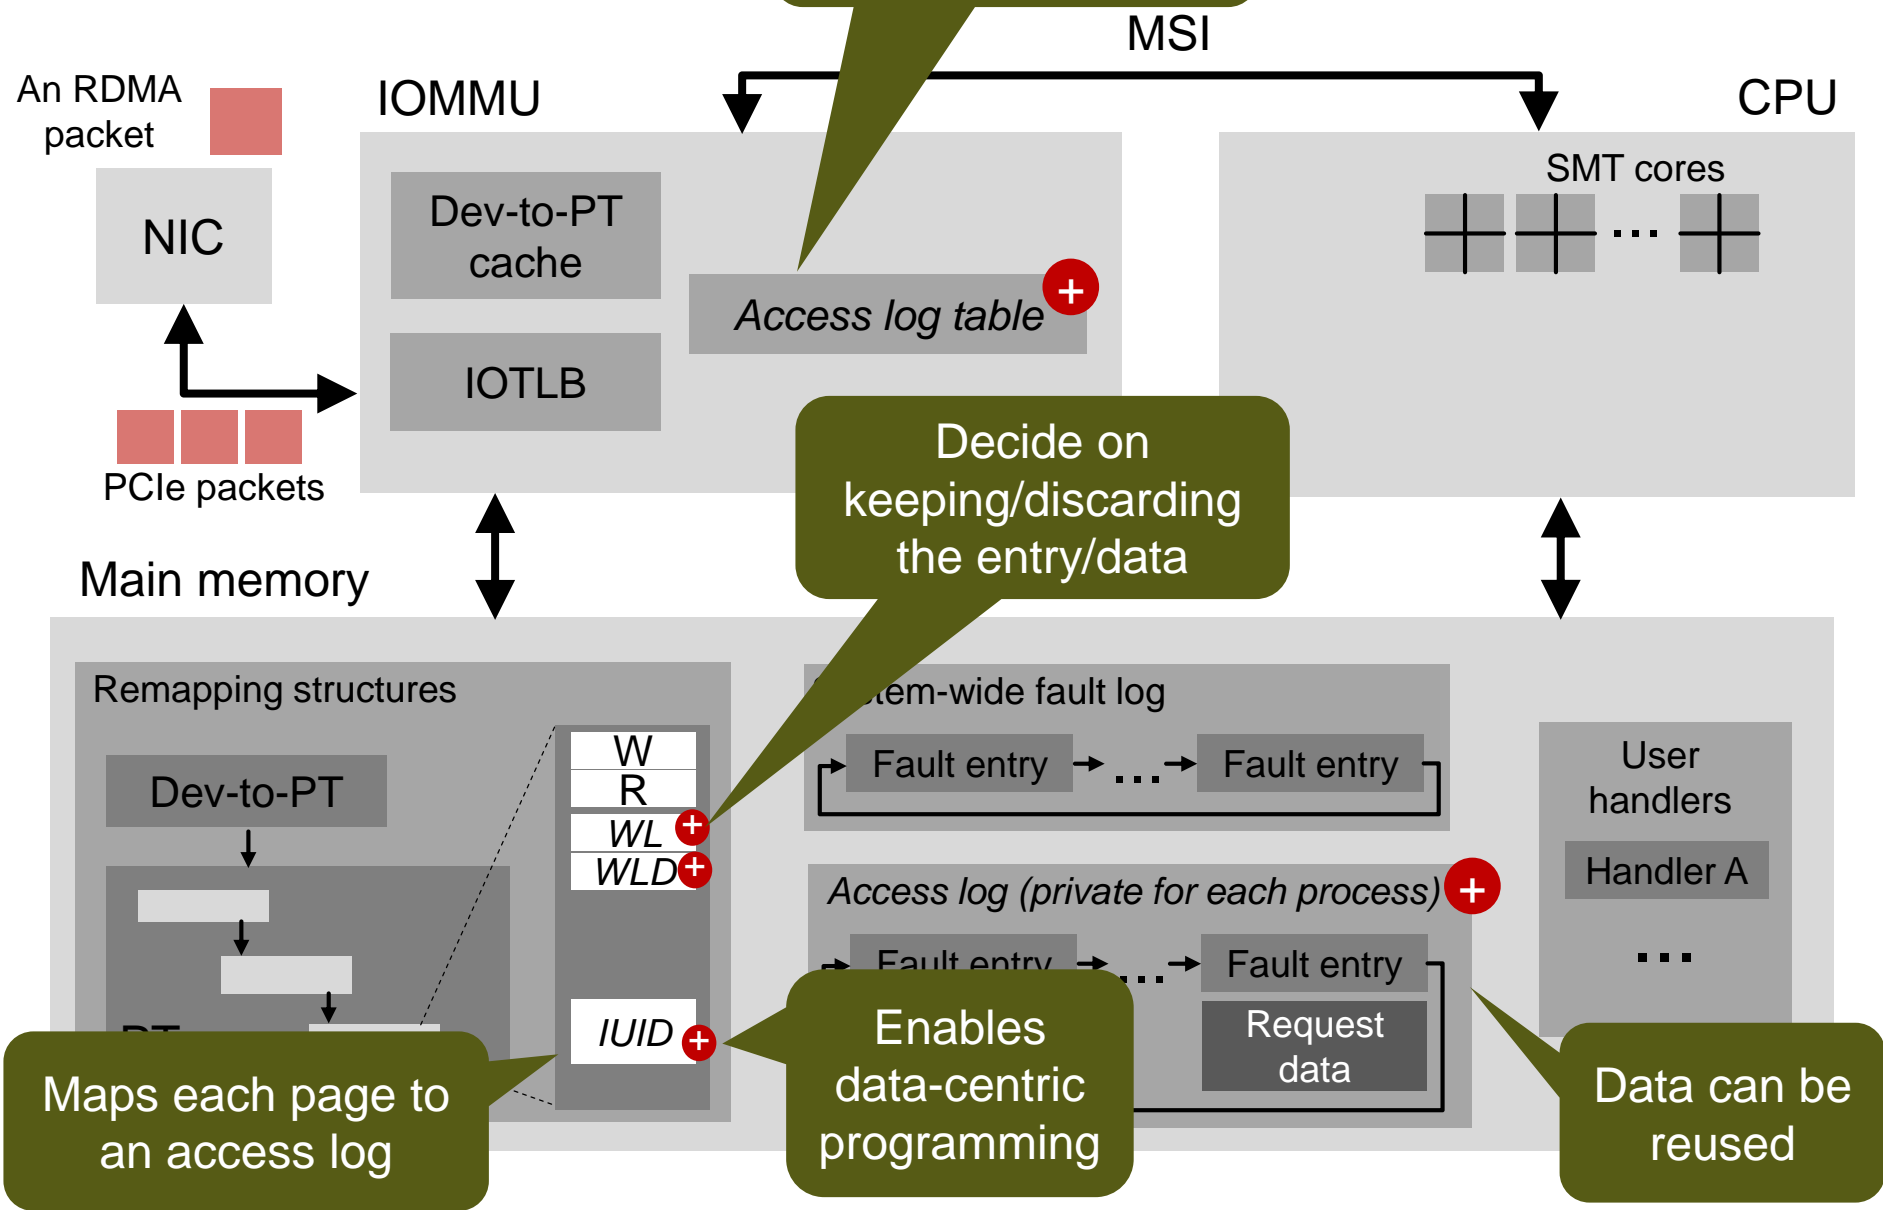 MSI
An RDMA
packet
IOMMU
CPU
NIC
Dev-to-PT
cache
SMT cores
...
Access log table
+
IOTLB
PCIe packets
Decide on
keeping/discarding
the entry/data
Main memory
Remapping structures
Dev-to-PT
W
R
WL
+
WLD
+
IUID
+
fault log
Fault entry
...
Fault entry
User
handlers
Handler A
...
Access log (private for each process)
+
Fault entry
...
Fault entry
Request
data
Maps each page to
an access log
Enables
data-centric
programming
Data can be
reused